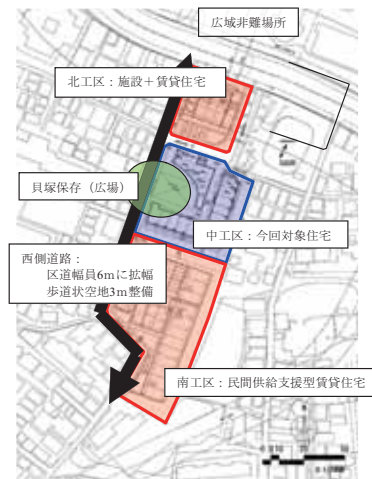 広域非難場所
北工区：施設＋賃貸住宅
貝塚保存（広場）
中工区：今回対象住宅
西側道路：
区道幅員6mに拡幅
歩道状空地3m整備
南工区：民間供給支援型賃貸住宅